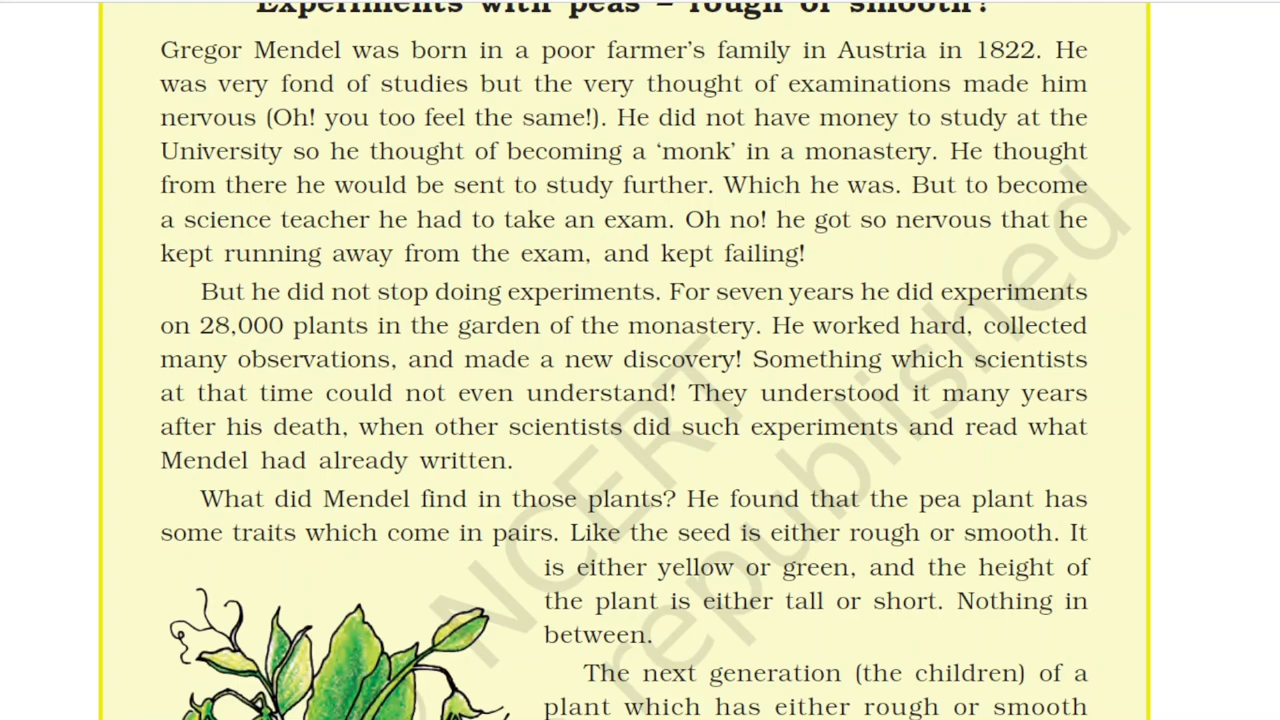 Experiments with peas – rough or smooth?
Gregor Mendel was born in a poor farmer's family in Austria in 1822. He
was very fond of studies but the very thought of examinations made him
nervous (Oh! you too feel the same!). He did not have money to study at the
University so he thought of becoming a 'monk' in a monastery. He thought
from there he would be sent to study further. Which he was. But to become
a science teacher he had to take an exam. Oh no! he got so nervous that he
kept running away from the exam, and kept failing!
But he did not stop doing experiments. For seven years he did experiments
on 28,000 plants in the garden of the monastery. He worked hard, collected
many observations, and made a new discovery! Something which scientists
at that time could not even understand! They understood it many years
after his death, when other scientists did such experiments and read what
Mendel had already written.
What did Mendel find in those plants? He found that the pea plant has
some traits which come in pairs. Like the seed is either rough or smooth. It
is either yellow or green, and the height of
the plant is either tall or short. Nothing in
between.
The next generation (the children) of a
plant which has either rough or smooth
NCERT
republished